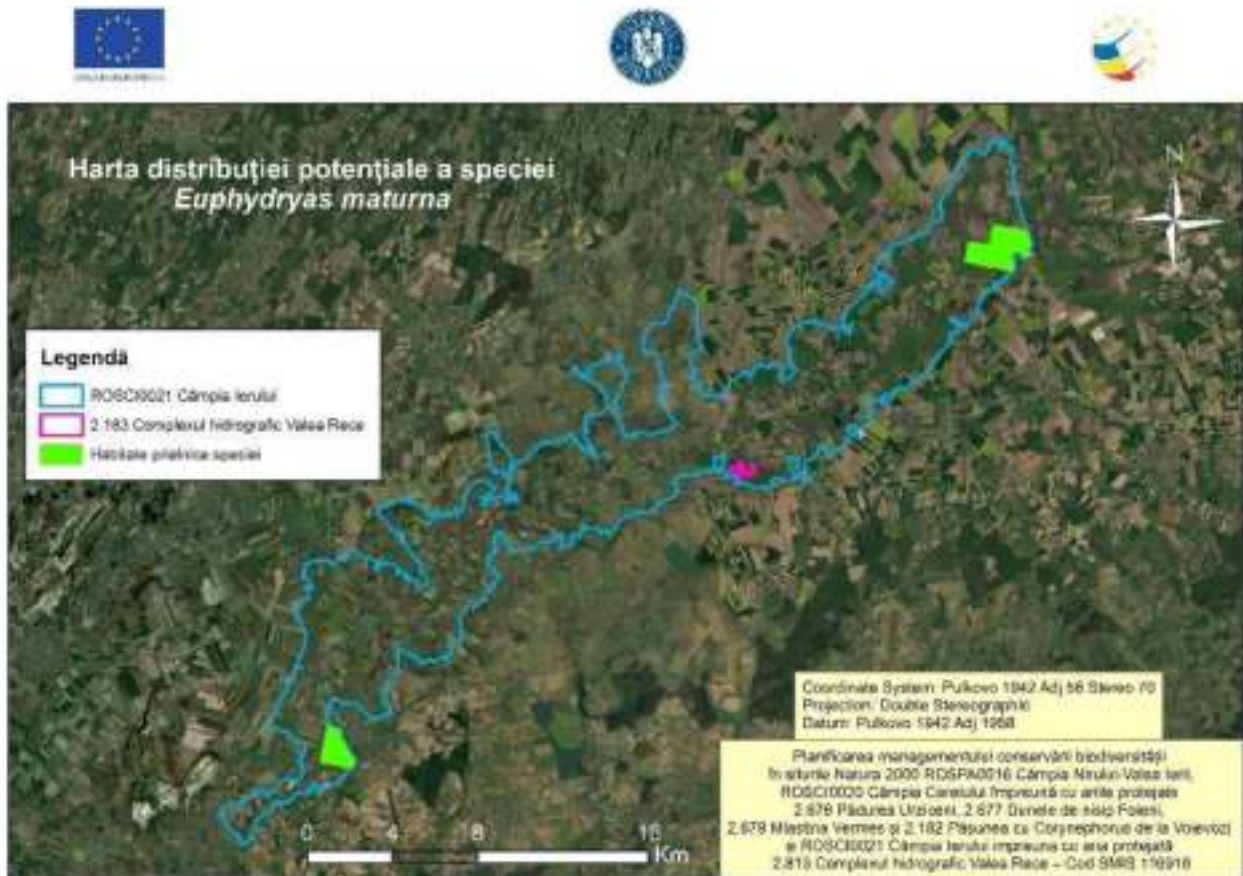 Harta distribuției potențiale a speciei
Euphydryas maturna
N
Legendă
ROSCI0021 Câmpia Ierului
2.183 Complexul hidrografic Valea Rece
Habitate prielnice speciei
Coordinate System: Pulkovo 1942 Adj 58 Stereo 70
Projection: Double Stereographic
Datum: Pulkovo 1942 Adj 1958
Planificarea managementului conservării biodiversității
în siturile Natura 2000 ROSPA0016 Câmpia Nirului-Valea Ierii,
ROSCI0020 Câmpia Careiului împreună cu ariile protejate
2.676 Pădurea Urziceni, 2.677 Dunele de nisip Foieni,
2.678 Mlastina Vermes și 2.182 Pășunea cu Corynephorus de la Voievozi
și ROSCI0021 Câmpia Ierului împreuna cu aria protejată
2.813 Complexul hidrografic Valea Rece – Cod SMIS 116918
0 4 8 16
Km